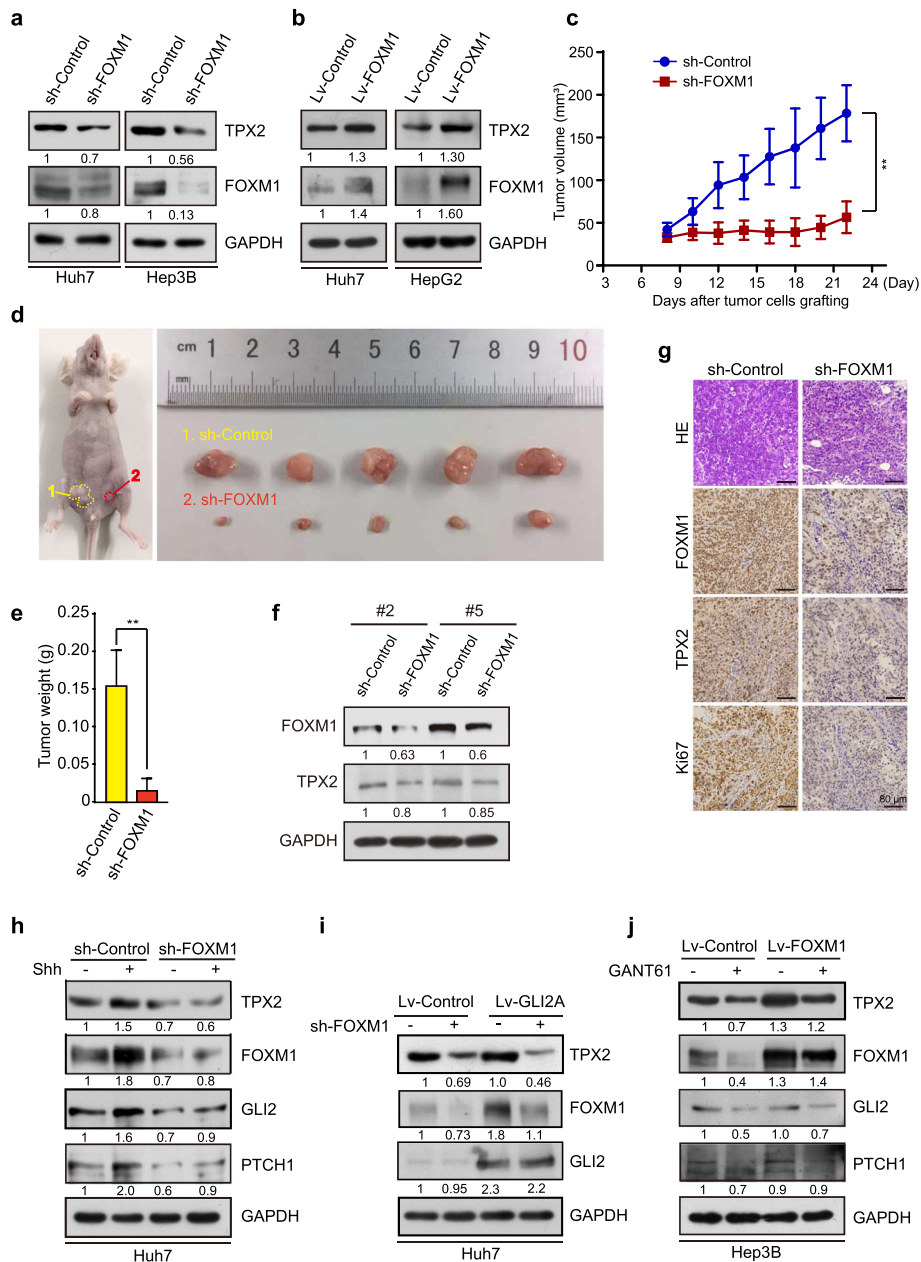 a
sh-Control sh-FOXM1 sh-Control sh-FOXM1
TPX2
1 0.7 1 0.56
FOXM1
1 0.8 1 0.13
GAPDH
Huh7 Hep3B
b
Lv-Control Lv-FOXM1 Lv-Control Lv-FOXM1
TPX2
1 1.3 1 1.30
FOXM1
1 1.4 1 1.60
GAPDH
Huh7 HepG2
c
sh-Control
sh-FOXM1
Tumor volume (mm³)
250
200
150
100
50
0
**
3 6 9 12 15 18 21 24 (Day)
Days after tumor cells grafting
d
1 2
cm 1 2 3 4 5 6 7 8 9 10
mm
1. sh-Control
2. sh-FOXM1
e
Tumor weight (g)
0.25
0.20
0.15
0.10
0.05
0
**
sh-Control sh-FOXM1
f
#2 #5
sh-Control sh-FOXM1 sh-Control sh-FOXM1
FOXM1
1 0.63 1 0.6
TPX2
1 0.8 1 0.85
GAPDH
g
sh-Control sh-FOXM1
HE
FOXM1
TPX2
Ki67
60 μm
h
sh-Control sh-FOXM1
Shh - + - +
TPX2
1 1.5 0.7 0.6
FOXM1
1 1.8 0.7 0.8
GLI2
1 1.6 0.7 0.9
PTCH1
1 2.0 0.6 0.9
GAPDH
Huh7
i
Lv-Control Lv-GLI2A
sh-FOXM1 - + - +
TPX2
1 0.69 1.0 0.46
FOXM1
1 0.73 1.8 1.1
GLI2
1 0.95 2.3 2.2
GAPDH
Huh7
j
Lv-Control Lv-FOXM1
GANT61 - + - +
TPX2
1 0.7 1.3 1.2
FOXM1
1 0.4 1.3 1.4
GLI2
1 0.5 1.0 0.7
PTCH1
1 0.7 0.9 0.9
GAPDH
Hep3B